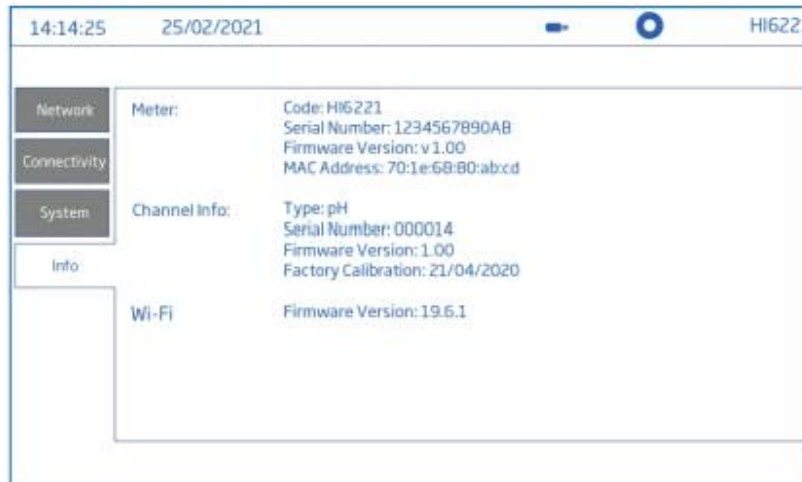 14:14:25 25/02/2021 HI622
Network
Connectivity
System
Info
Meter: Code: HI6221
Serial Number: 1234567890AB
Firmware Version: v 1.00
MAC Address: 70:1e:68:80:ab:cd
Channel Info: Type: pH
Serial Number: 000014
Firmware Version: 1.00
Factory Calibration: 21/04/2020
Wi-Fi Firmware Version: 19.6.1